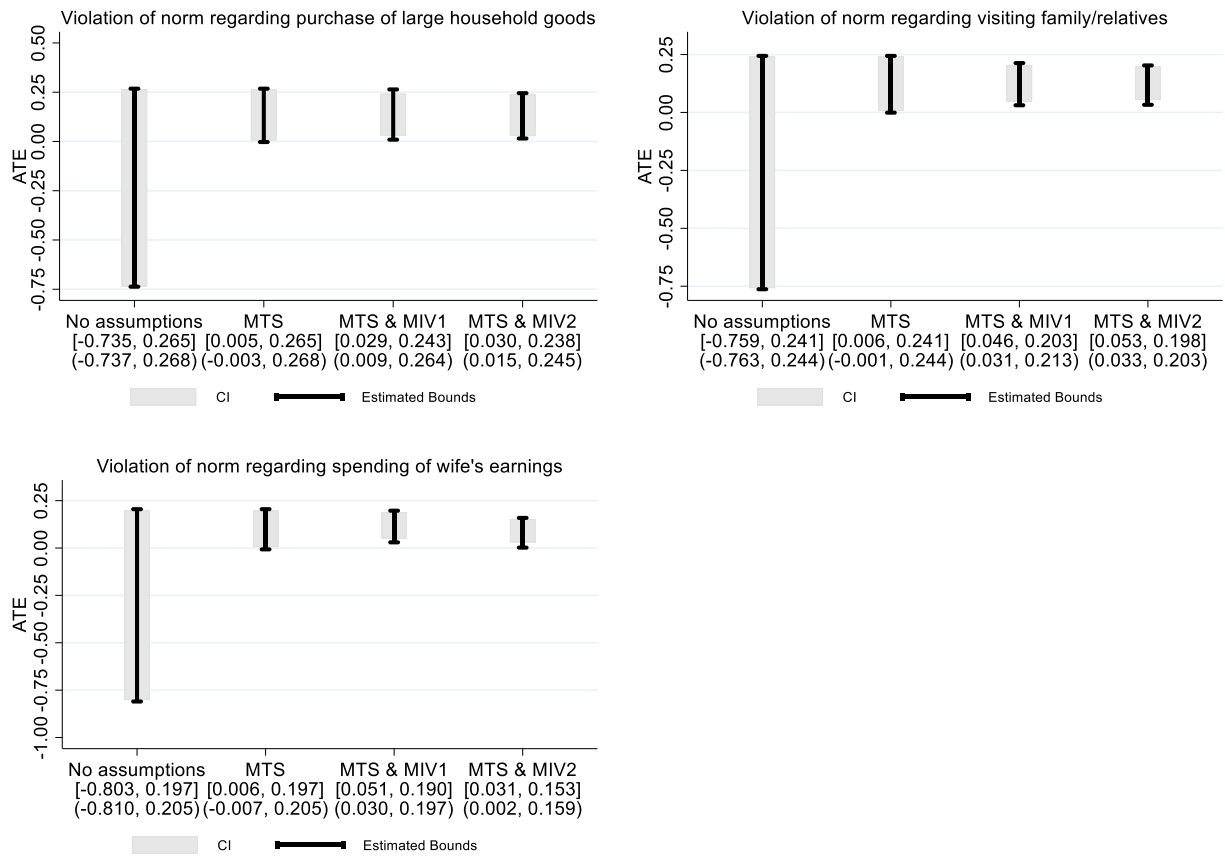 Violation of norm regarding purchase of large household goods
ATE
0.50
0.25
0.00
-0.25
-0.50
-0.75
No assumptions MTS MTS & MIV1 MTS & MIV2
[-0.735, 0.265] [0.005, 0.265] [0.029, 0.243] [0.030, 0.238]
(-0.737, 0.268) (-0.003, 0.268) (0.009, 0.264) (0.015, 0.245)
CI Estimated Bounds
Violation of norm regarding visiting family/relatives
ATE
0.25
0.00
-0.25
-0.50
-0.75
No assumptions MTS MTS & MIV1 MTS & MIV2
[-0.759, 0.241] [0.006, 0.241] [0.046, 0.203] [0.053, 0.198]
(-0.763, 0.244) (-0.001, 0.244) (0.031, 0.213) (0.033, 0.203)
CI Estimated Bounds
Violation of norm regarding spending of wife's earnings
ATE
0.25
0.00
-0.25
-0.50
-0.75
-1.00
No assumptions MTS MTS & MIV1 MTS & MIV2
[-0.803, 0.197] [0.006, 0.197] [0.051, 0.190] [0.031, 0.153]
(-0.810, 0.205) (-0.007, 0.205) (0.030, 0.197) (0.002, 0.159)
CI Estimated Bounds